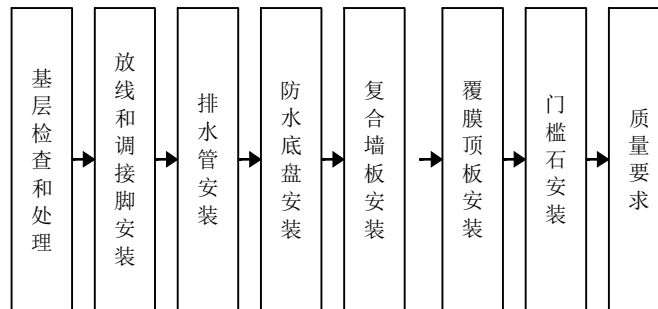 基层检查和处理
放线和调接脚安装
排水管安装
防水底盘安装
复合墙板安装
覆膜顶板安装
门槛石安装
质量要求